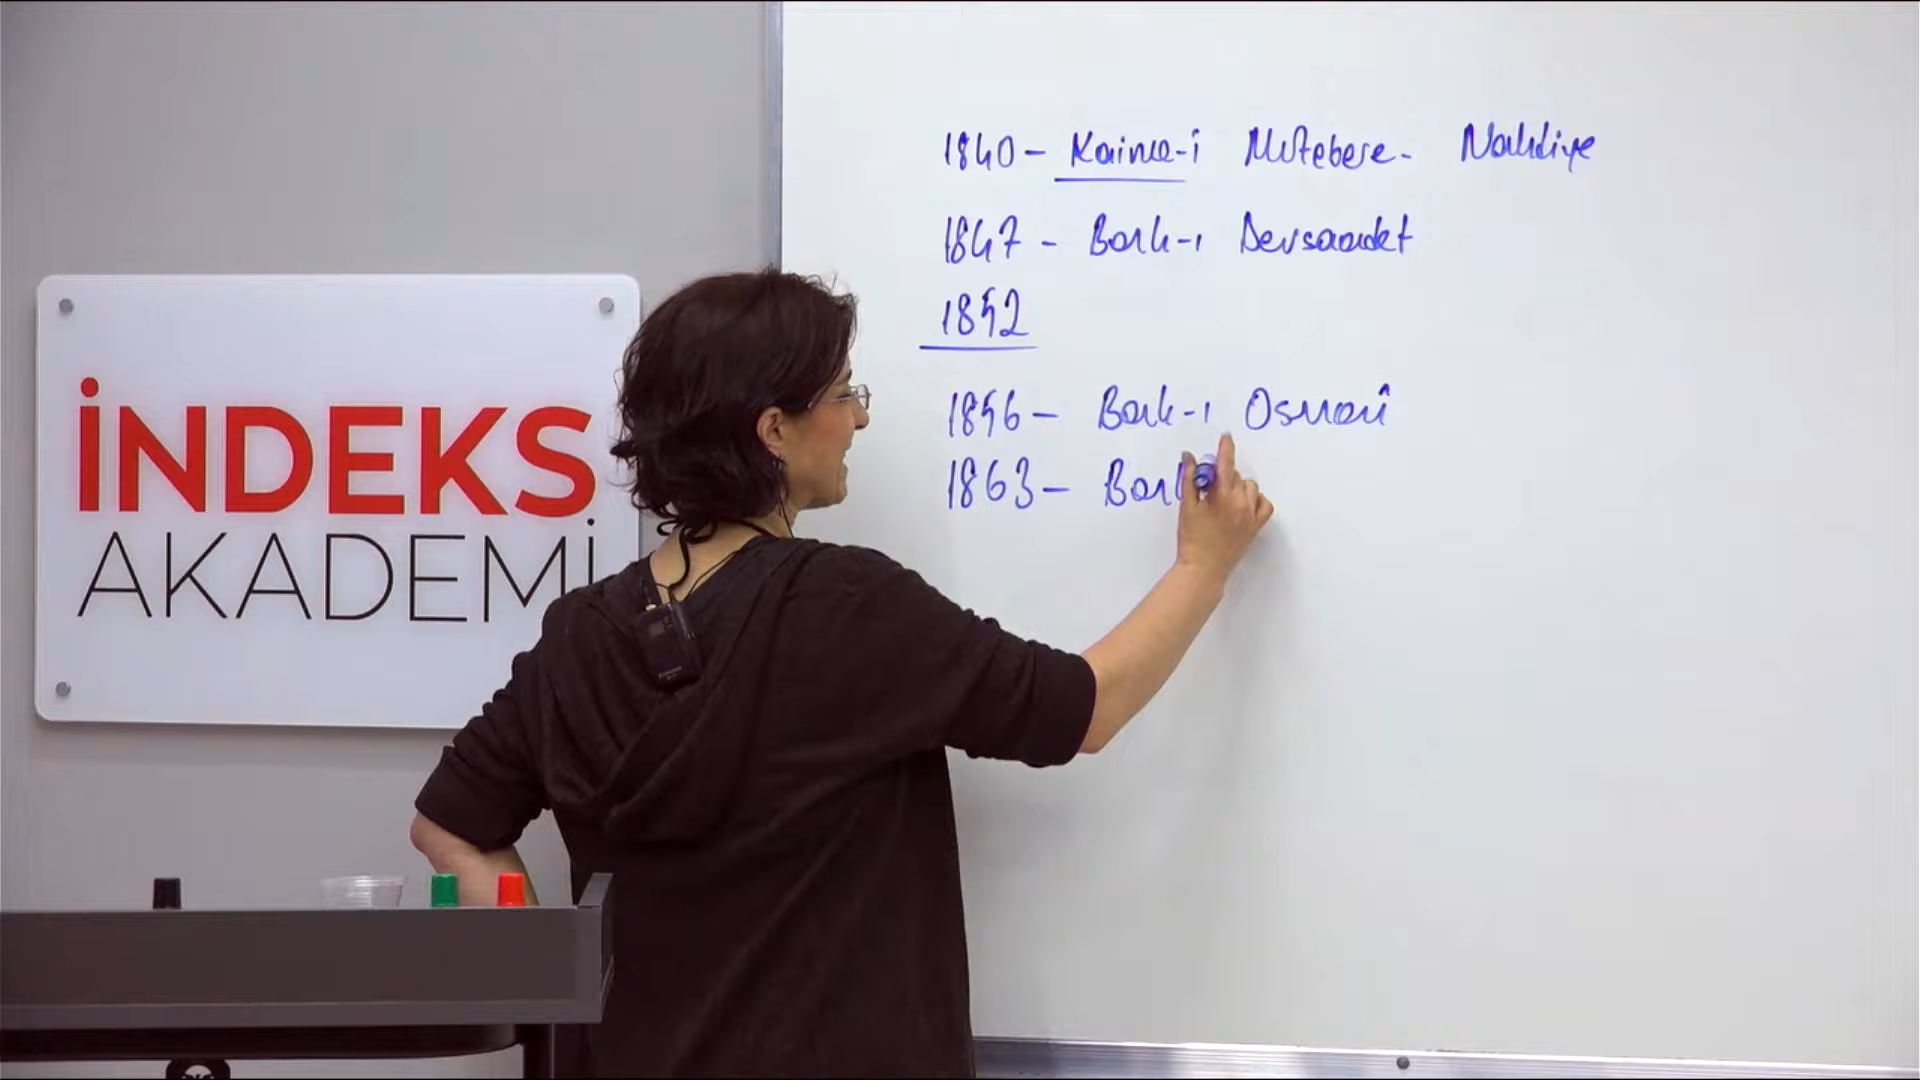 İNDEKS
AKADEMİ
1840 - Kaime-i Mutebere- Nakdiye
1847 - Bank-ı Dersaadet
1852
1856 - Bank-ı Osmanî
1863 - Bank